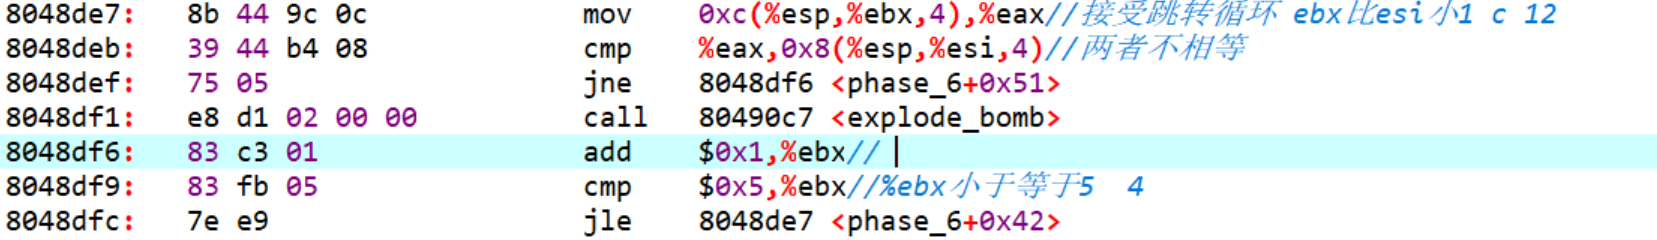 8048de7: 8b 44 9c 0c mov 0xc(%esp,%ebx,4),%eax//接受跳转循环 ebx比esi小1 c 12
8048deb: 39 44 b4 08 cmp %eax,0x8(%esp,%esi,4)//两者不相等
8048def: 75 05 jne 8048df6 <phase_6+0x51>
8048df1: e8 d1 02 00 00 call 80490c7 <explode_bomb>
8048df6: 83 c3 01 add $0x1,%ebx//
8048df9: 83 fb 05 cmp $0x5,%ebx//%ebx小于等于5 4
8048dfc: 7e e9 jle 8048de7 <phase_6+0x42>